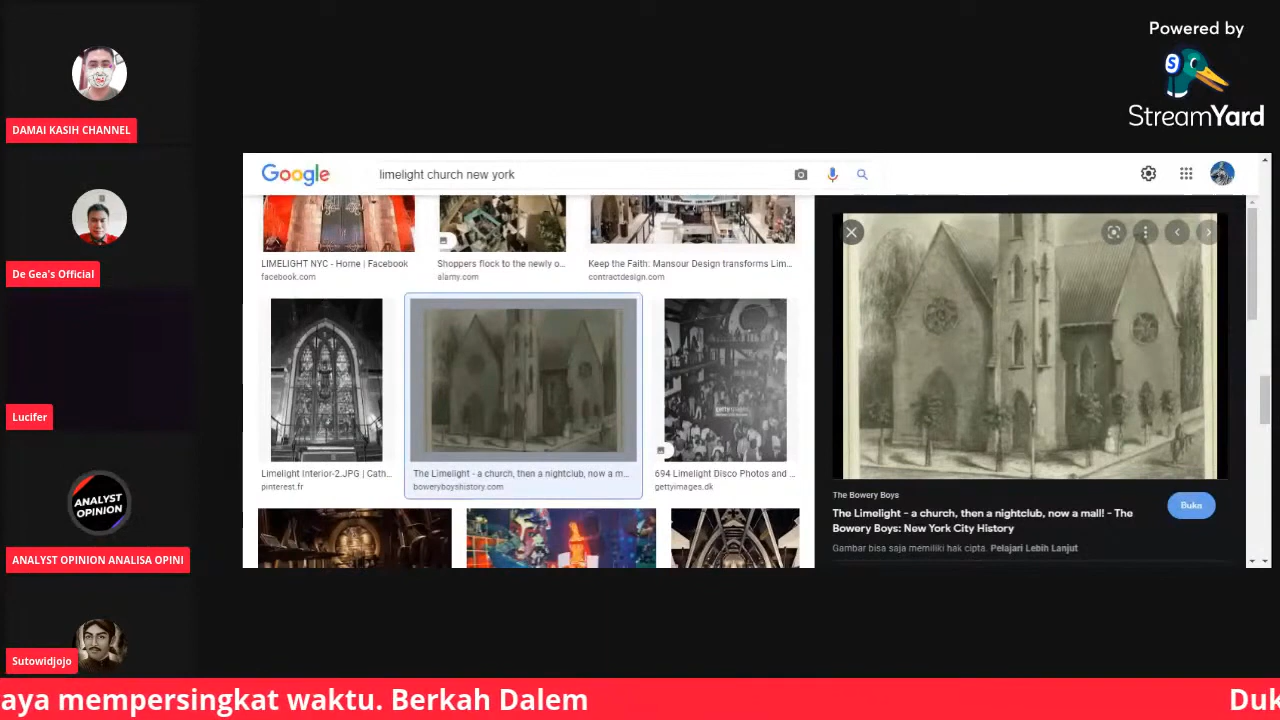 Powered by
StreamYard
DAMAI KASIH CHANNEL
De Gea's Official
Lucifer
ANALYST
OPINION
ANALYST OPINION ANALISA OPINI
Sutowidjojo
Google
limelight church new york
LIMELIGHT NYC - Home | Facebook
facebook.com
Shoppers flock to the newly o...
alamy.com
Keep the Faith: Mansour Design transforms Lim...
contractdesign.com
Limelight Interior-2.JPG | Cath...
pinterest.fr
The Limelight - a church, then a nightclub, now a m...
boweryboyshistory.com
gettyimages
694 Limelight Disco Photos and ...
gettyimages.dk
The Bowery Boys
The Limelight - a church, then a nightclub, now a mall! - The
Bowery Boys: New York City History
Buka
Gambar bisa saja memiliki hak cipta. Pelajari Lebih Lanjut
aya mempersingkat waktu. Berkah Dalem
Duk